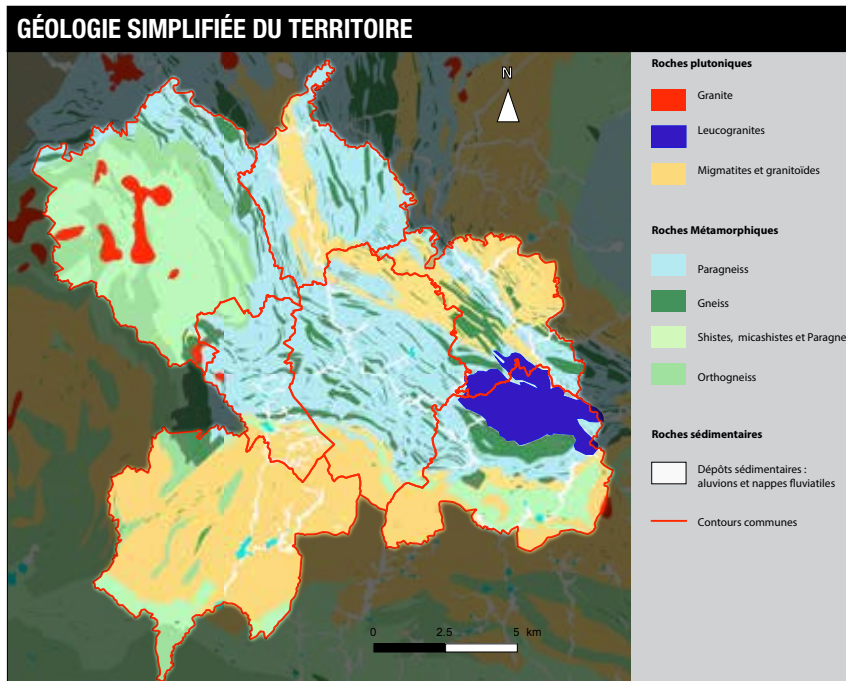 GÉOLOGIE SIMPLIFIÉE DU TERRITOIRE
N
0
2.5
5 km
Roches plutoniques
Granite
Leucogranites
Migmatites et granitoïdes
Roches Métamorphiques
Paragneiss
Gneiss
Shistes, micashistes et Paragne
Orthogneiss
Roches sédimentaires
Dépôts sédimentaires :
aluvions et nappes fluviatiles
Contours communes